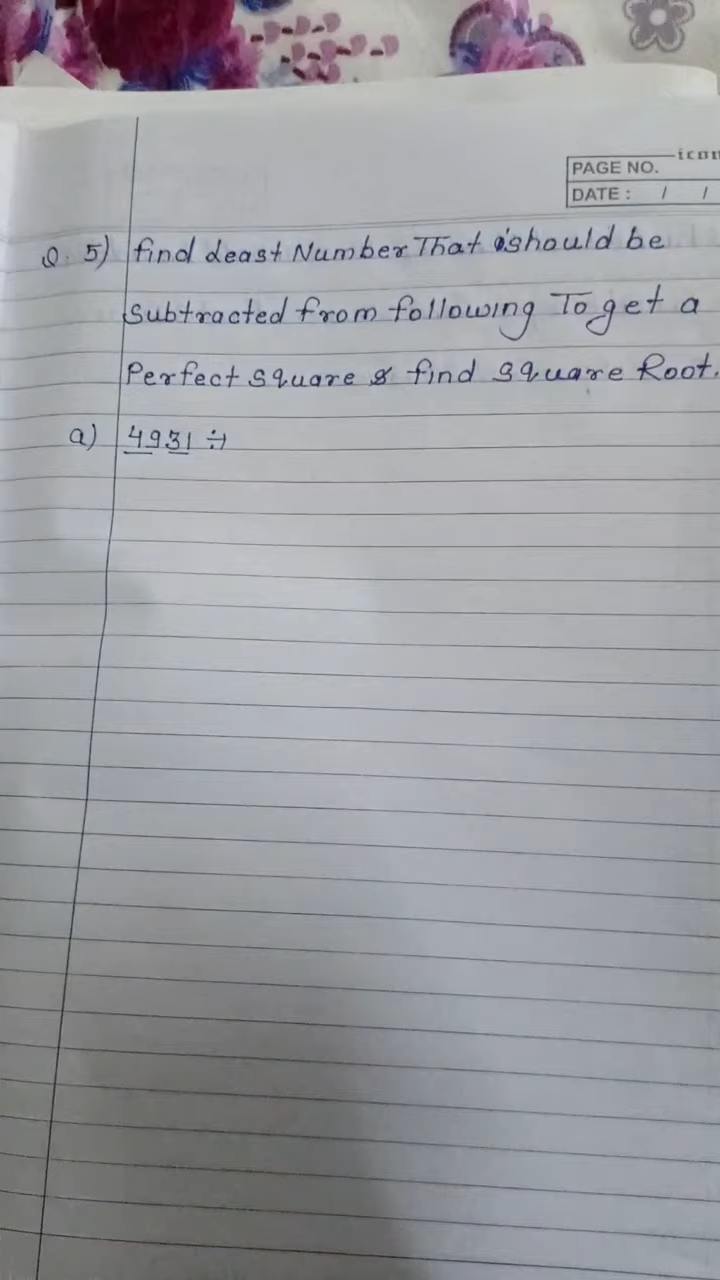 icon
PAGE NO.
DATE : / /
Q. 5) find Least Number That should be
Subtracted from following To get a
Perfect square & find square Root.
a) 4931 ÷